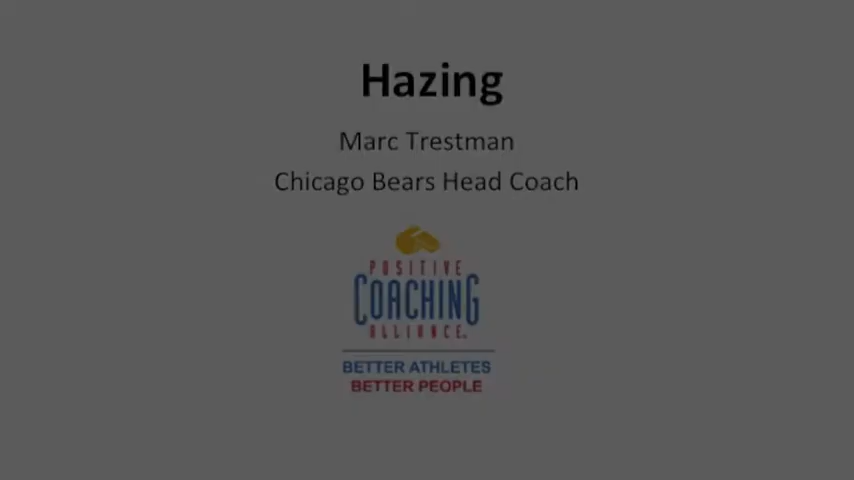 Hazing
Marc Trestman
Chicago Bears Head Coach
POSITIVE
COACHING
ALLIANCE.
BETTER ATHLETES
BETTER PEOPLE